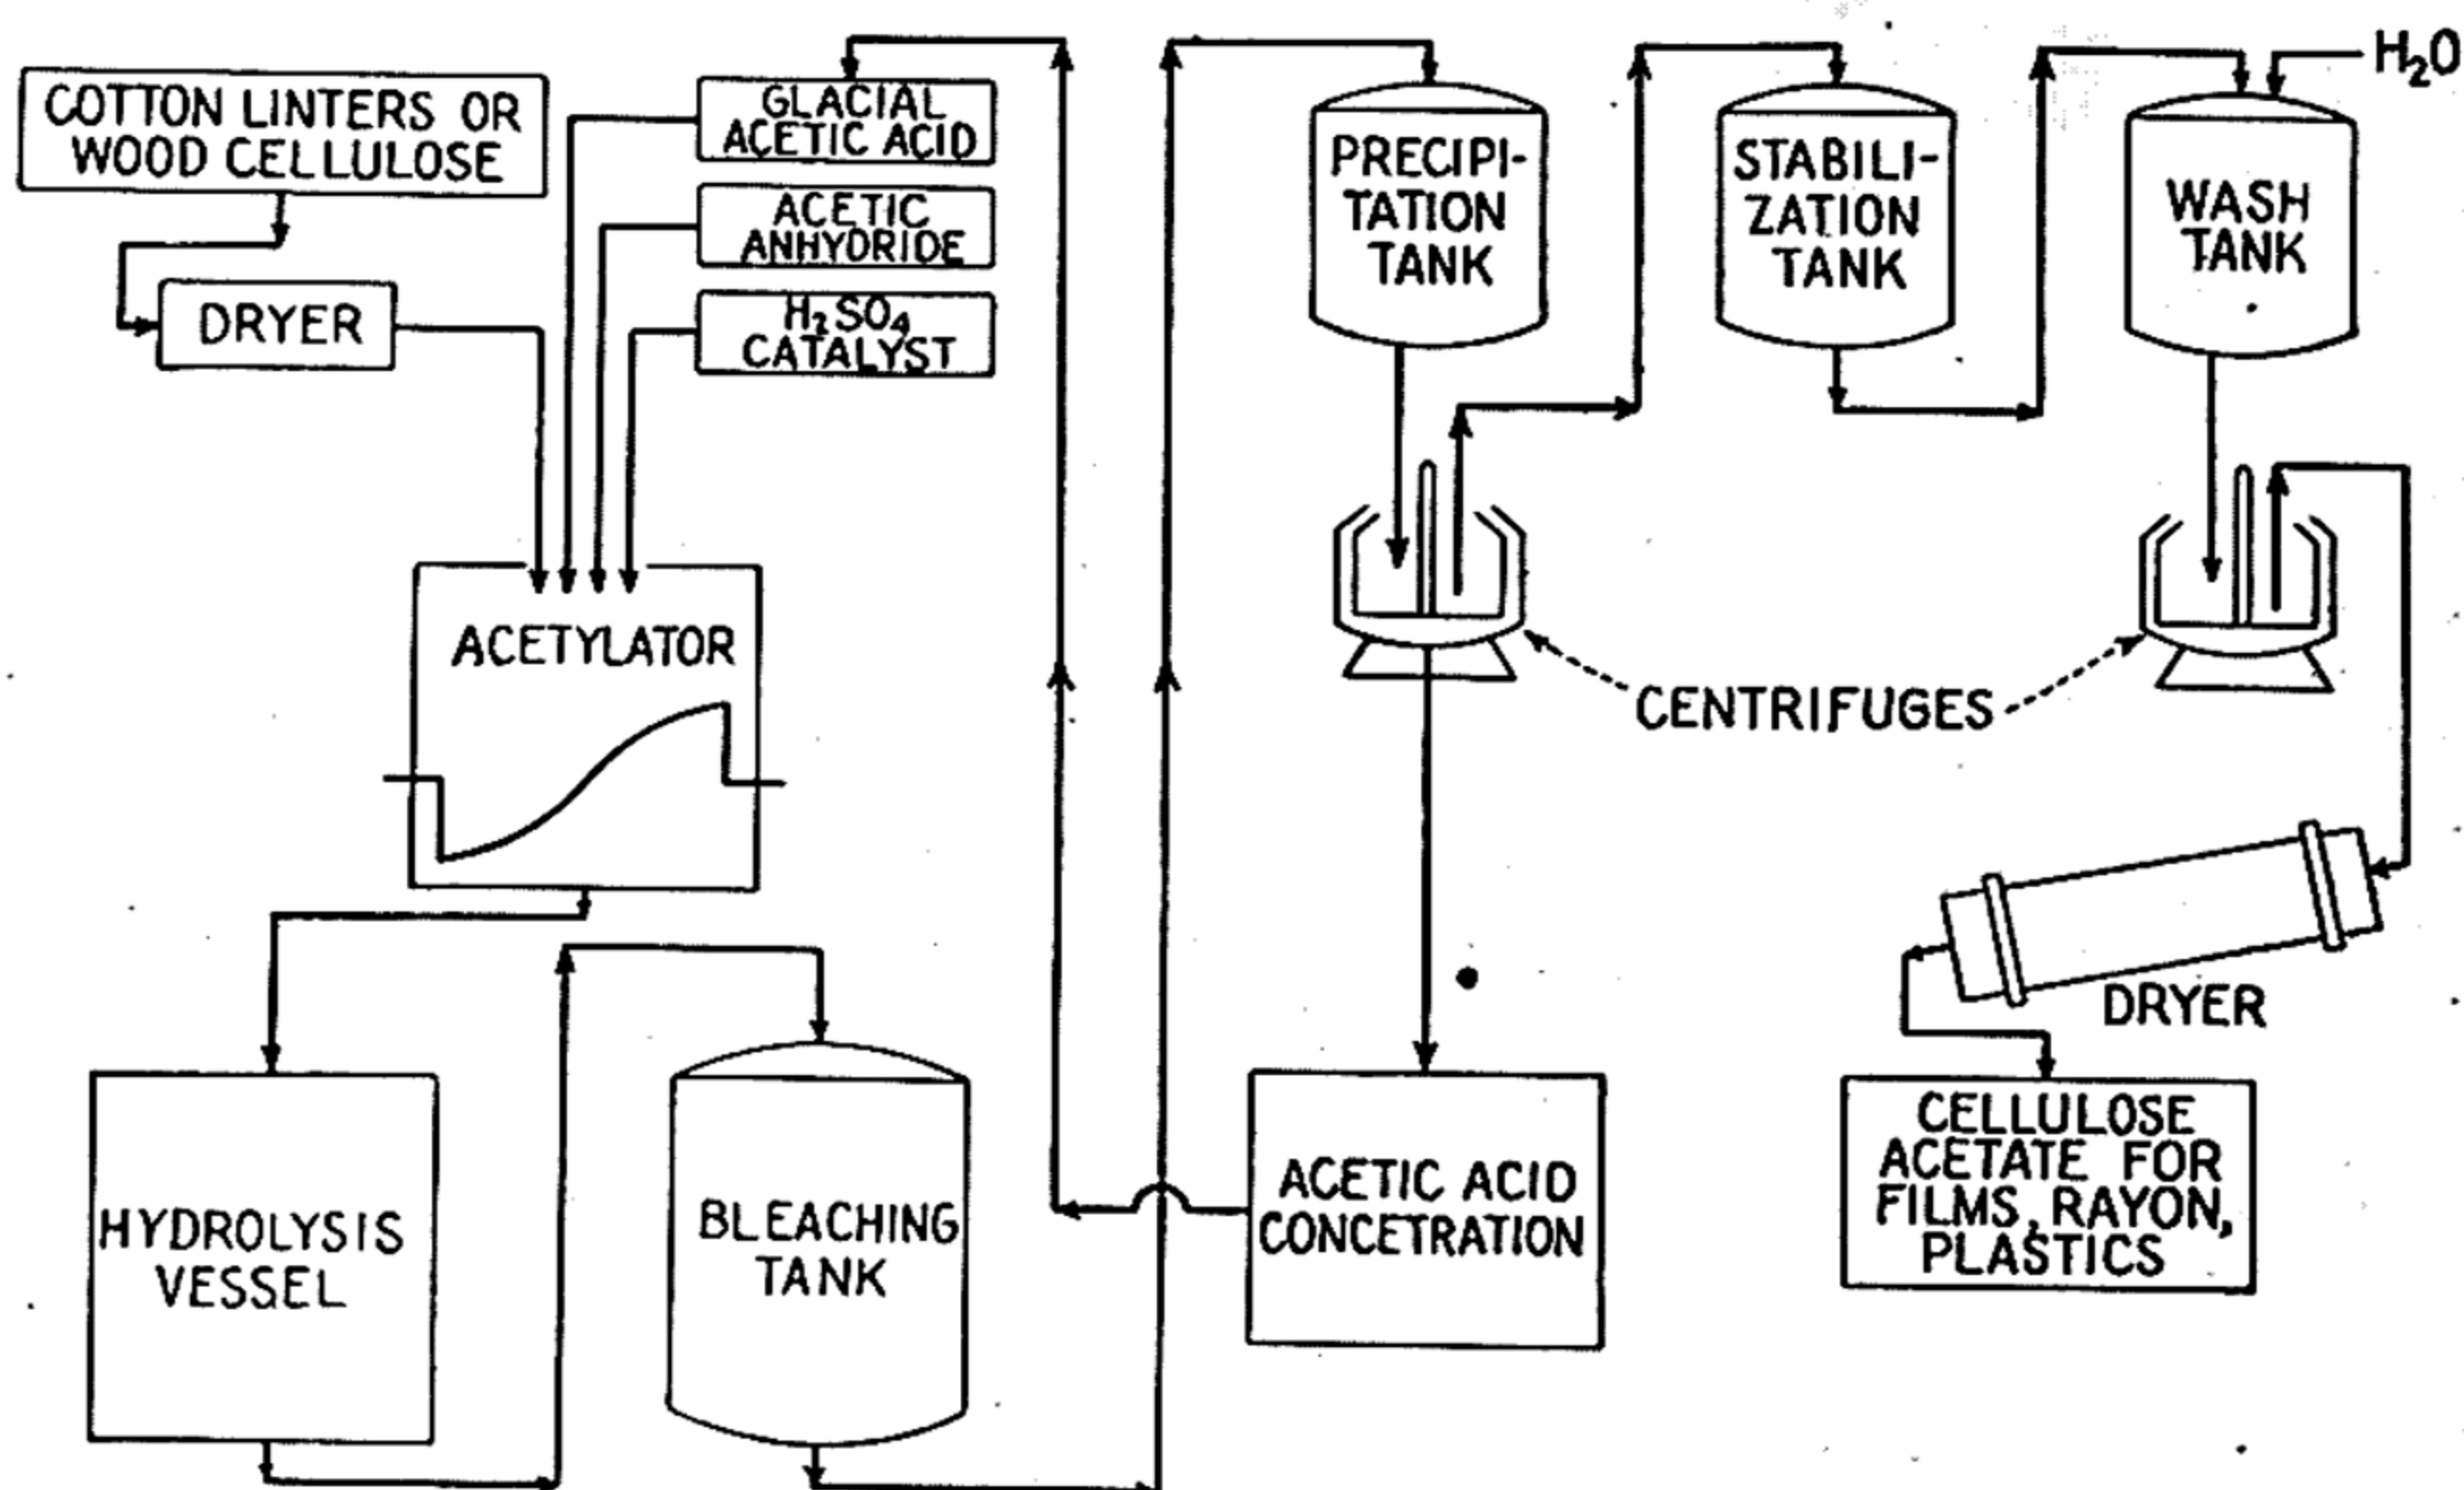 COTTON LINTERS OR
WOOD CELLULOSE
DRYER
GLACIAL
ACETIC ACID
ACETIC
ANHYDRIDE
H₂SO₄
CATALYST
ACETYLATOR
HYDROLYSIS
VESSEL
BLEACHING
TANK
PRECIPI-
TATION
TANK
STABILI-
ZATION
TANK
H₂O
WASH
TANK
CENTRIFUGES
ACETIC ACID
CONCETRATION
DRYER
CELLULOSE
ACETATE FOR
FILMS, RAYON,
PLASTICS